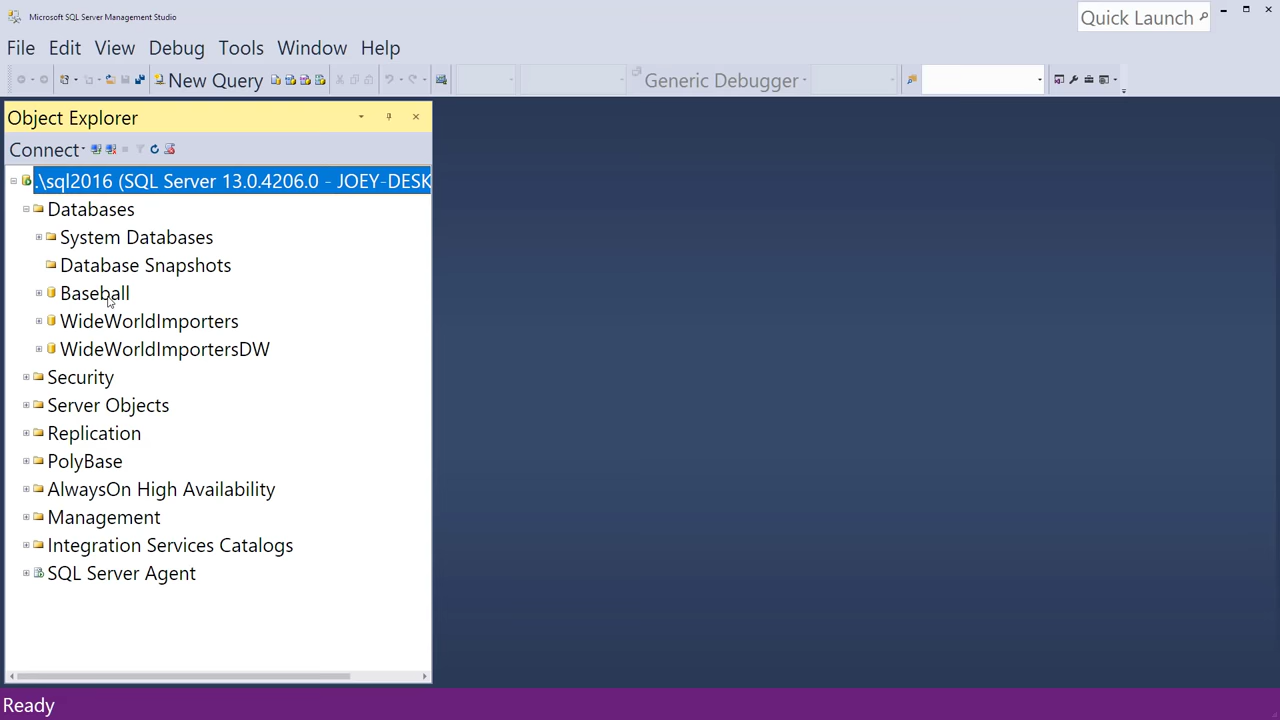 Microsoft SQL Server Management Studio
Quick Launch
File Edit View Debug Tools Window Help
New Query Generic Debugger
Object Explorer
Connect
.\sql2016 (SQL Server 13.0.4206.0 - JOEY-DESK
Databases
System Databases
Database Snapshots
Baseball
WideWorldImporters
WideWorldImportersDW
Security
Server Objects
Replication
PolyBase
AlwaysOn High Availability
Management
Integration Services Catalogs
SQL Server Agent
Ready